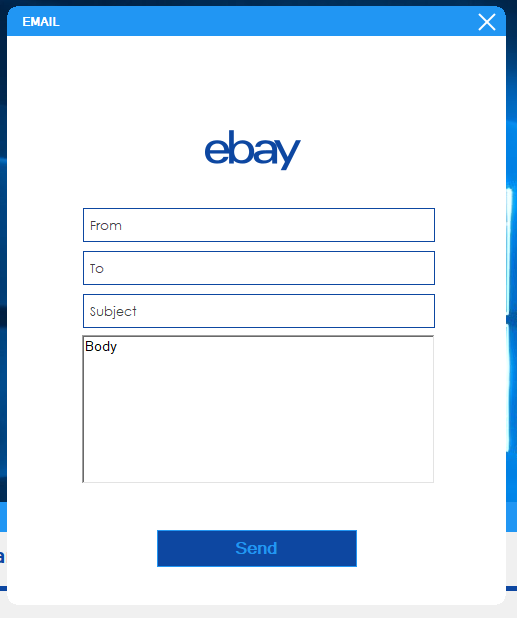 EMAIL
ebay
From
To
Subject
Body
Send
a